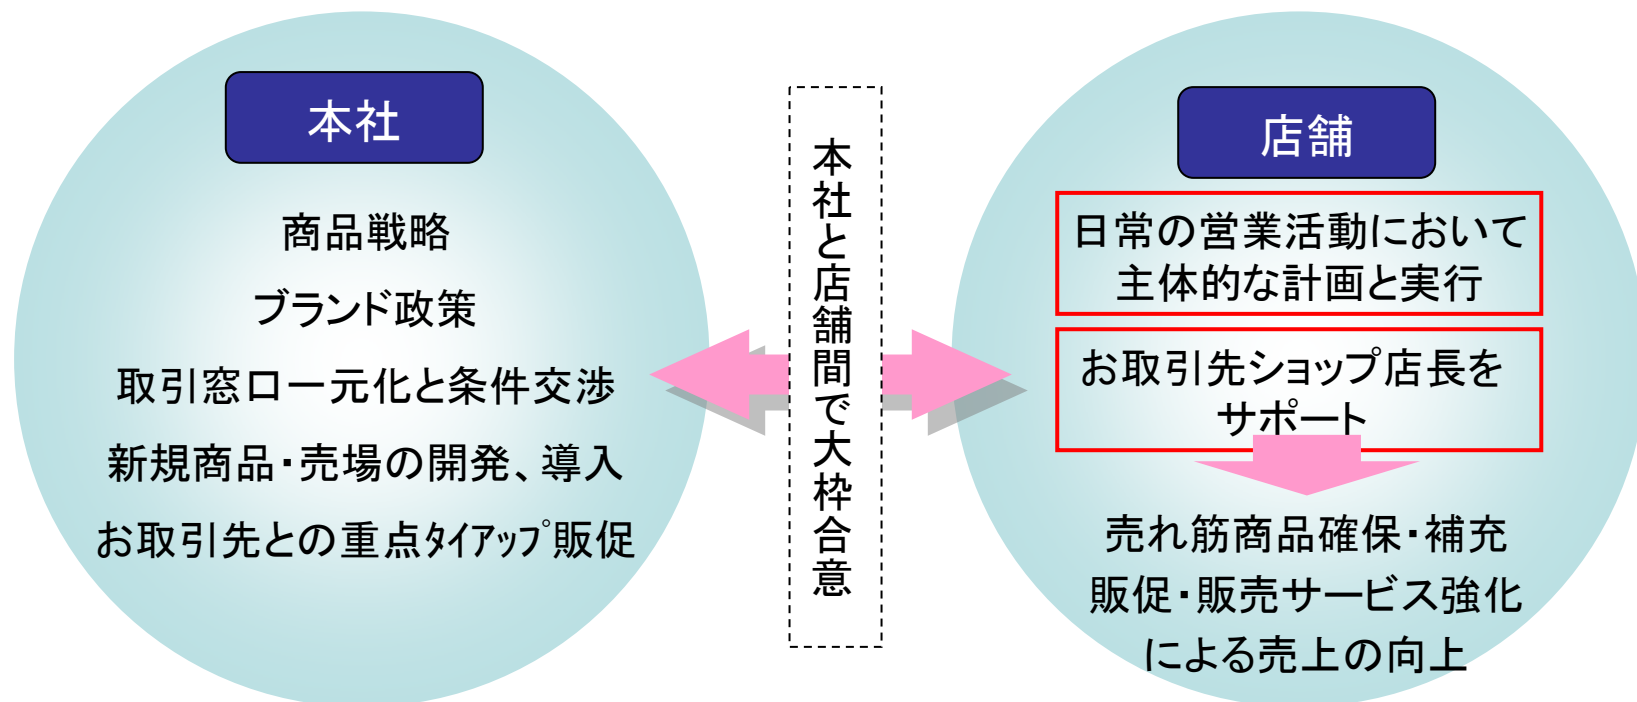 本社
商品戦略
ブランド政策
取引窓口一元化と条件交渉
新規商品・売場の開発、導入
お取引先との重点ﾀｲｱｯﾌﾟ販促
本社と店舗間で大枠合意
店舗
日常の営業活動において
主体的な計画と実行
お取引先ショップ店長を
サポート
売れ筋商品確保・補充
販促・販売サービス強化
による売上の向上